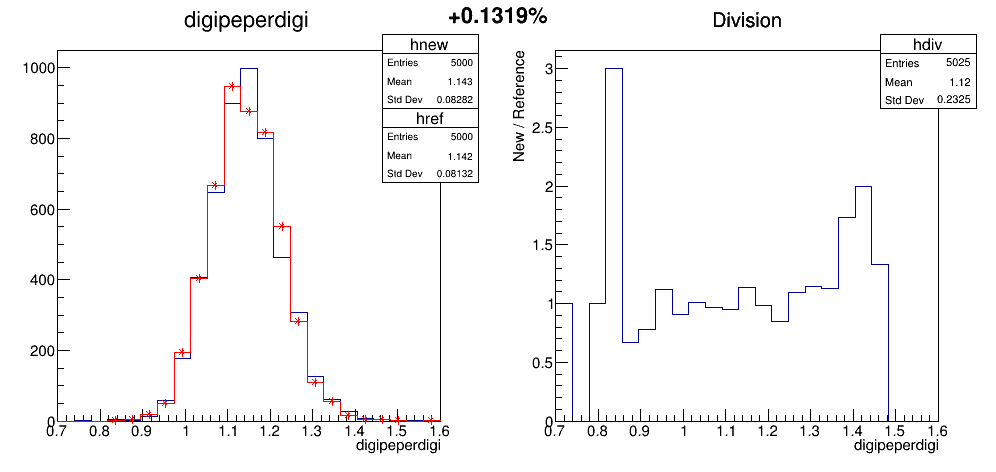 +0.1319%
digipeperdigi
hnew
Entries 5000
Mean 1.143
Std Dev 0.08282
href
Entries 5000
Mean 1.142
Std Dev 0.08132
1000
800
600
400
200
0
0.7 0.8 0.9 1 1.1 1.2 1.3 1.4 1.5 1.6
digipeperdigi
Division
hdiv
Entries 5025
Mean 1.12
Std Dev 0.2325
New / Reference
3
2.5
2
1.5
1
0.5
0
0.7 0.8 0.9 1 1.1 1.2 1.3 1.4 1.5 1.6
digipeperdigi